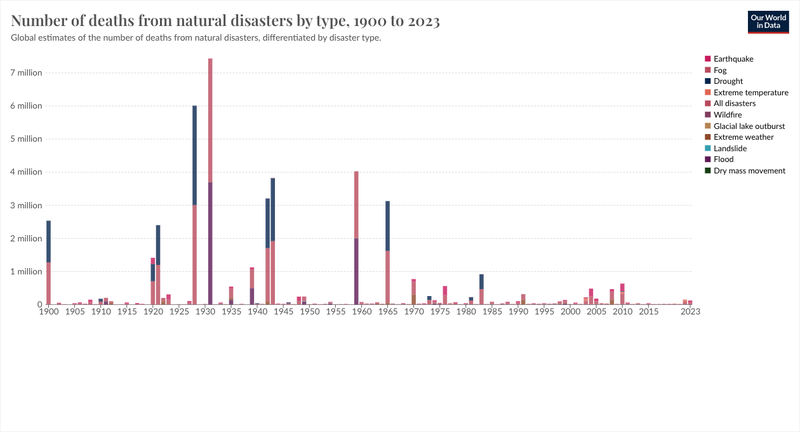 Number of deaths from natural disasters by type, 1900 to 2023
Global estimates of the number of deaths from natural disasters, differentiated by disaster type.
Our World
in Data
7 million
6 million
5 million
4 million
3 million
2 million
1 million
0
1900 1905 1910 1915 1920 1925 1930 1935 1940 1945 1950 1955 1960 1965 1970 1975 1980 1985 1990 1995 2000 2005 2010 2015 2023
Earthquake
Fog
Drought
Extreme temperature
All disasters
Wildfire
Glacial lake outburst
Extreme weather
Landslide
Flood
Dry mass movement